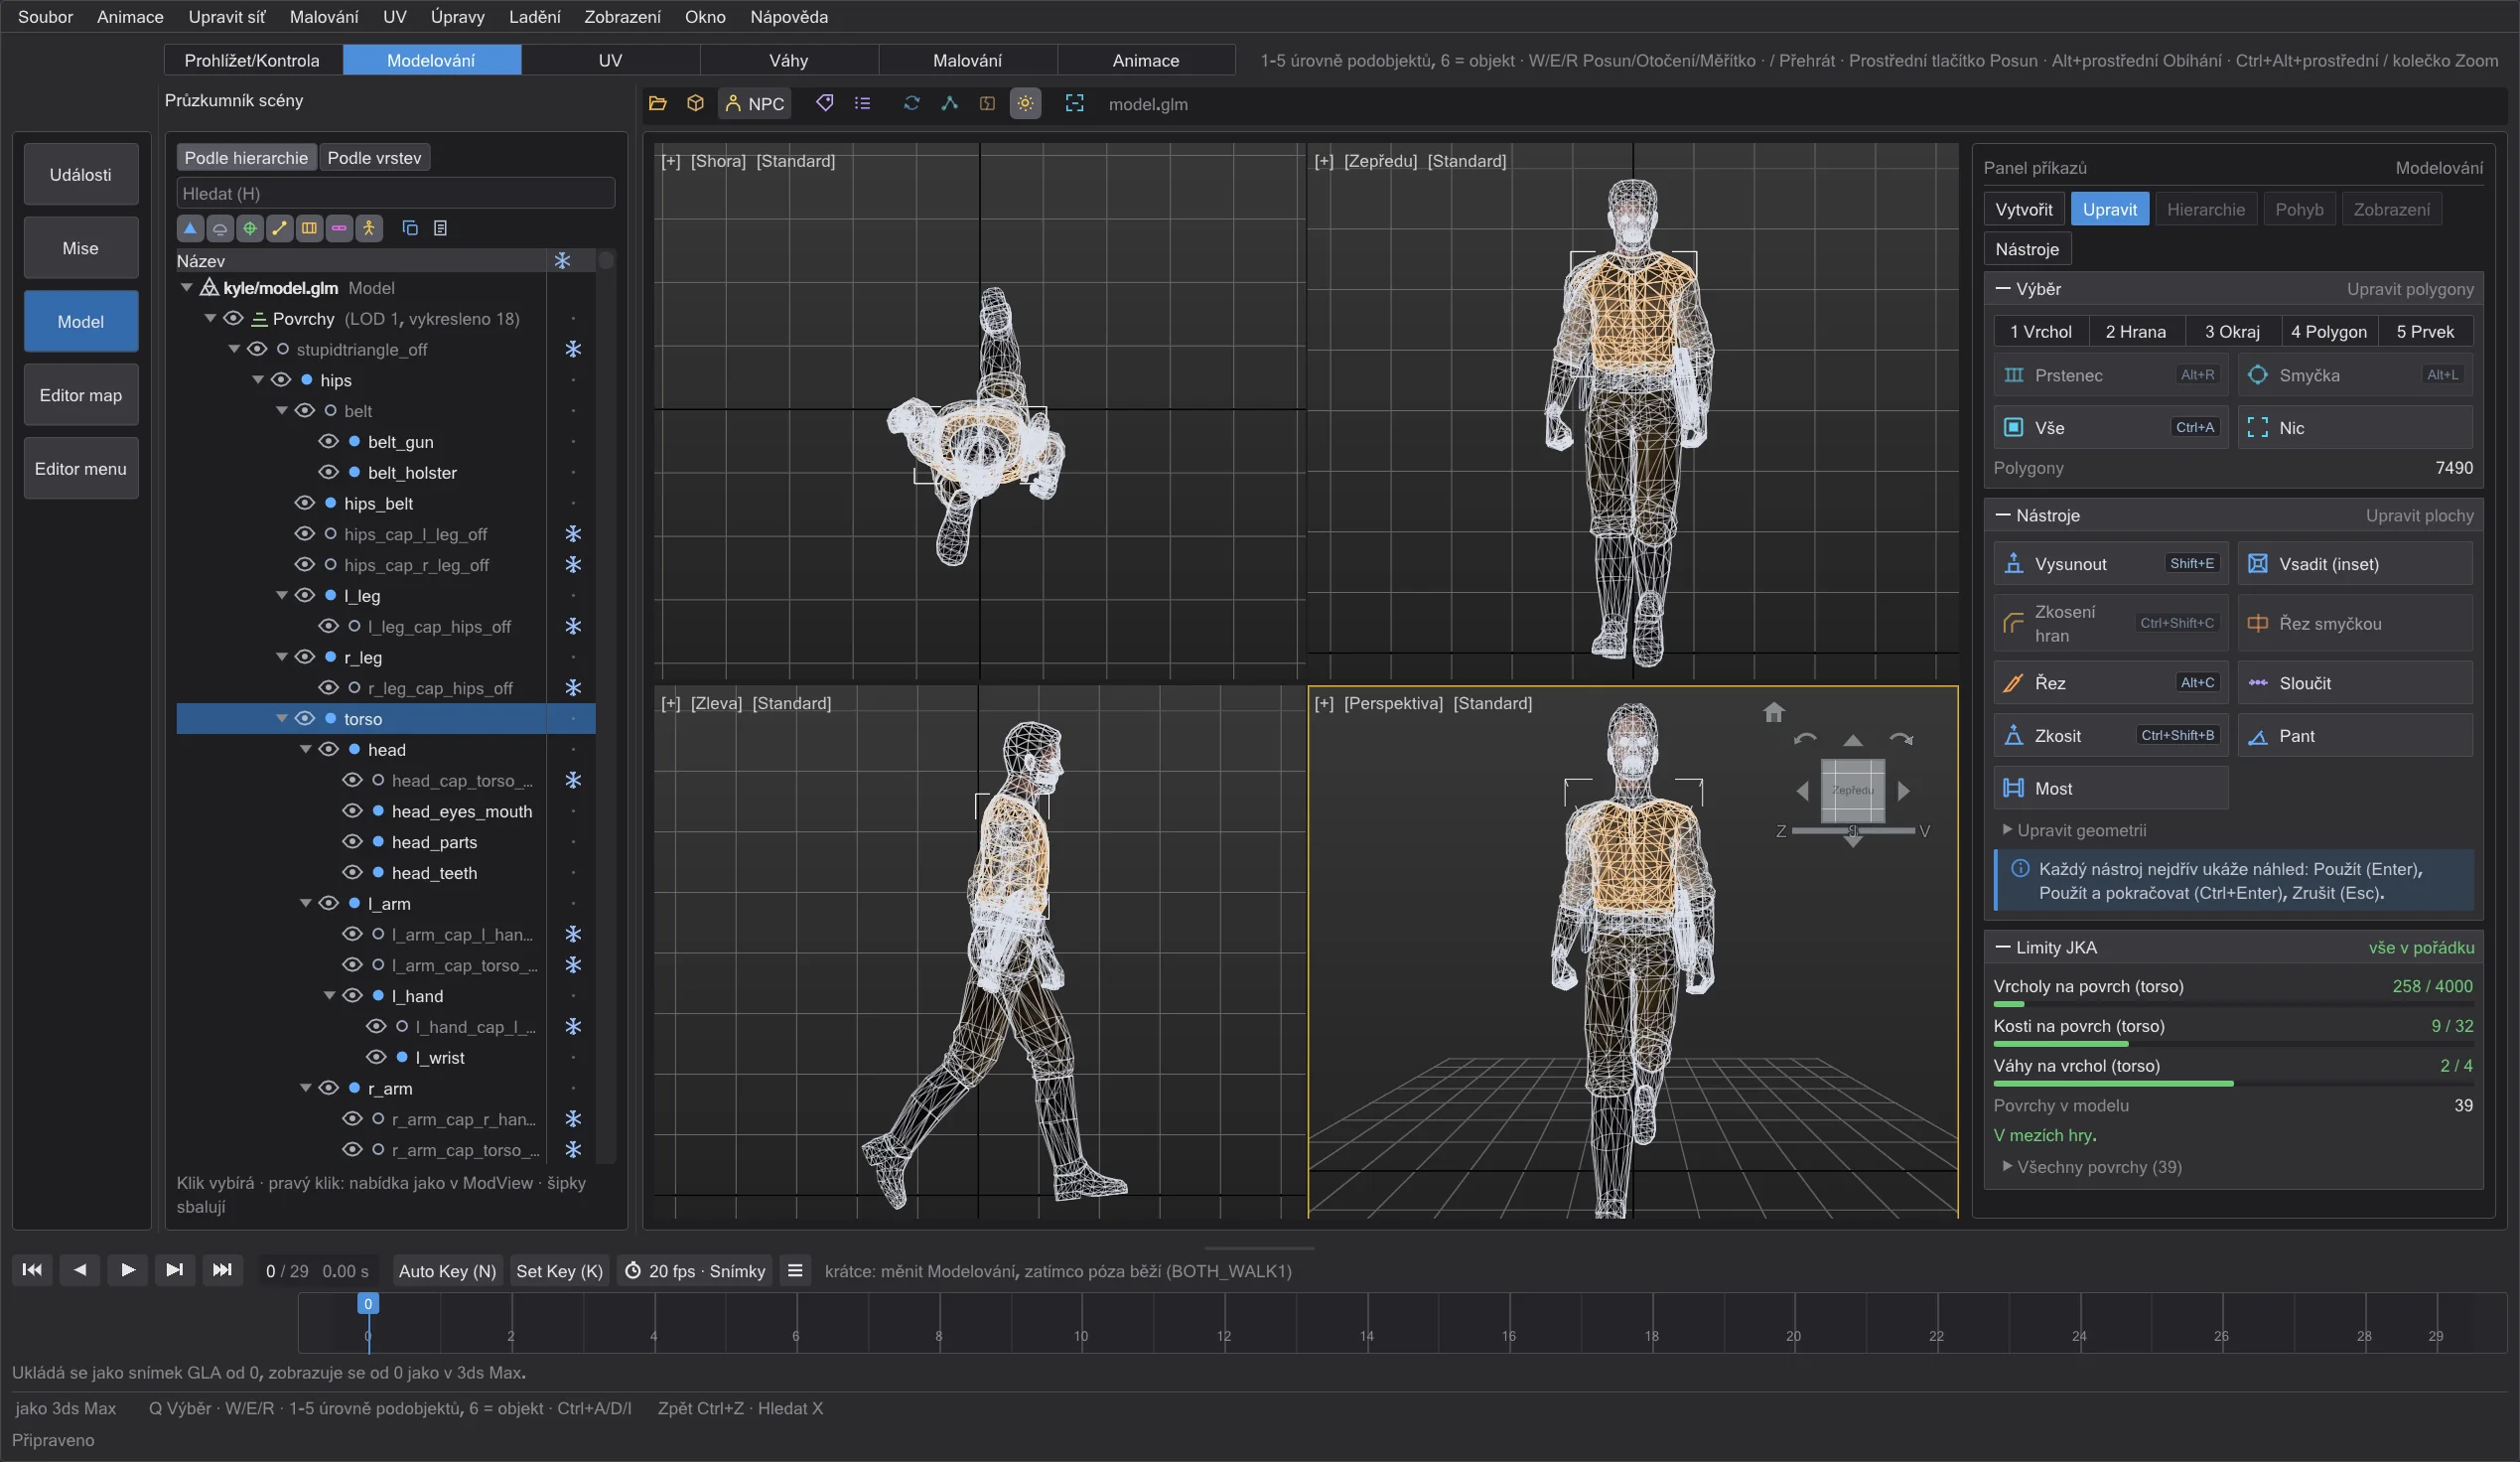 Soubor Animace Upravit síť Malování UV Úpravy Ladění Zobrazení Okno Nápověda
Prohlížet/Kontrola Modelování UV Váhy Malování Animace 1-5 úrovně podobjektů, 6 = objekt · W/E/R Posun/Otočení/Měřítko · / Přehrát · Prostřední tlačítko Posun · Alt+prostřední Obíhání · Ctrl+Alt+prostřední / kolečko Zoom
Průzkumník scény
NPC model.glm
Události
Mise
Model
Editor map
Editor menu
Podle hierarchie Podle vrstev
Hledat (H)
Název
kyle/model.glm Model
Povrchy (LOD 1, vykresleno 18)
stupidtriangle_off
hips
belt
belt_gun
belt_holster
hips_belt
hips_cap_l_leg_off
hips_cap_r_leg_off
l_leg
l_leg_cap_hips_off
r_leg
r_leg_cap_hips_off
torso
head
head_cap_torso_...
head_eyes_mouth
head_parts
head_teeth
l_arm
l_arm_cap_l_han...
l_arm_cap_torso_...
l_hand
l_hand_cap_l_...
l_wrist
r_arm
r_arm_cap_r_han...
r_arm_cap_torso_...
Klik vybírá · pravý klik: nabídka jako v ModView · šipky
sbalují
[+] [Shora] [Standard]
[+] [Zepředu] [Standard]
[+] [Zleva] [Standard]
[+] [Perspektiva] [Standard]
Zepředu
Z V
Panel příkazů Modelování
Vytvořit Upravit Hierarchie Pohyb Zobrazení
Nástroje
Výběr Upravit polygony
1 Vrchol 2 Hrana 3 Okraj 4 Polygon 5 Prvek
Prstenec Alt+R Smyčka Alt+L
Vše Ctrl+A Nic
Polygony 7490
Nástroje Upravit plochy
Vysunout Shift+E Vsadit (inset)
Zkosení
hran Ctrl+Shift+C Řez smyčkou
Řez Alt+C Sloučit
Zkosit Ctrl+Shift+B Pant
Most
Upravit geometrii
Každý nástroj nejdřív ukáže náhled: Použít (Enter),
Použít a pokračovat (Ctrl+Enter), Zrušit (Esc).
Limity JKA vše v pořádku
Vrcholy na povrch (torso) 258 / 4000
Kosti na povrch (torso) 9 / 32
Váhy na vrchol (torso) 2 / 4
Povrchy v modelu 39
V mezích hry.
Všechny povrchy (39)
0 / 29 0.00 s Auto Key (N) Set Key (K) 20 fps · Snímky krátce: měnit Modelování, zatímco póza běží (BOTH_WALK1)
0
0 2 4 6 8 10 12 14 16 18 20 22 24 26 28 29
Ukládá se jako snímek GLA od 0, zobrazuje se od 0 jako v 3ds Max.
jako 3ds Max Q Výběr · W/E/R · 1-5 úrovně podobjektů, 6 = objekt · Ctrl+A/D/I Zpět Ctrl+Z · Hledat X
Připraveno